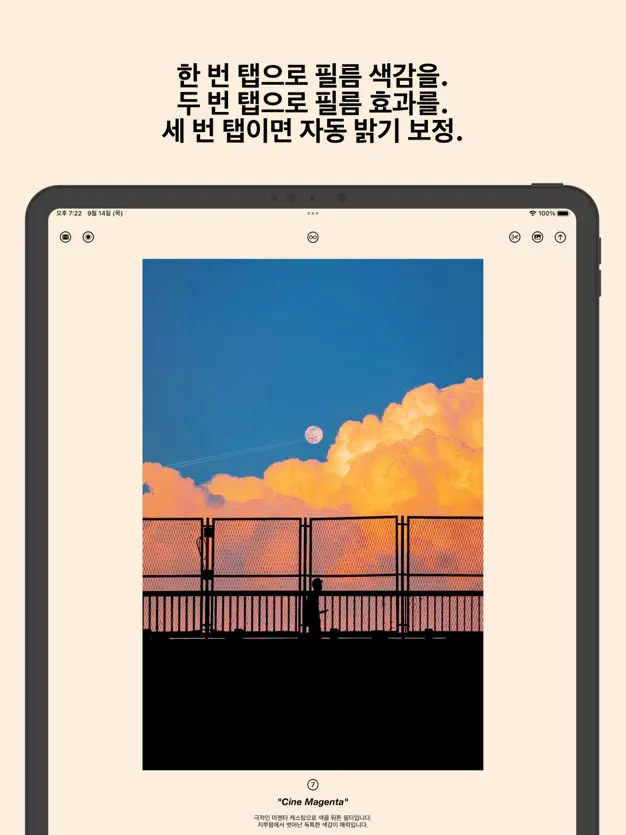 한 번 탭으로 필름 색감을.
두 번 탭으로 필름 효과를.
세 번 탭이면 자동 밝기 보정.
오후 7:22 9월 14일 (목)
100%
7
"Cine Magenta"
극적인 마젠타 캐스팅으로 색을 뒤튼 필터입니다.
지루함에서 벗어난 독특한 색감이 매력입니다.